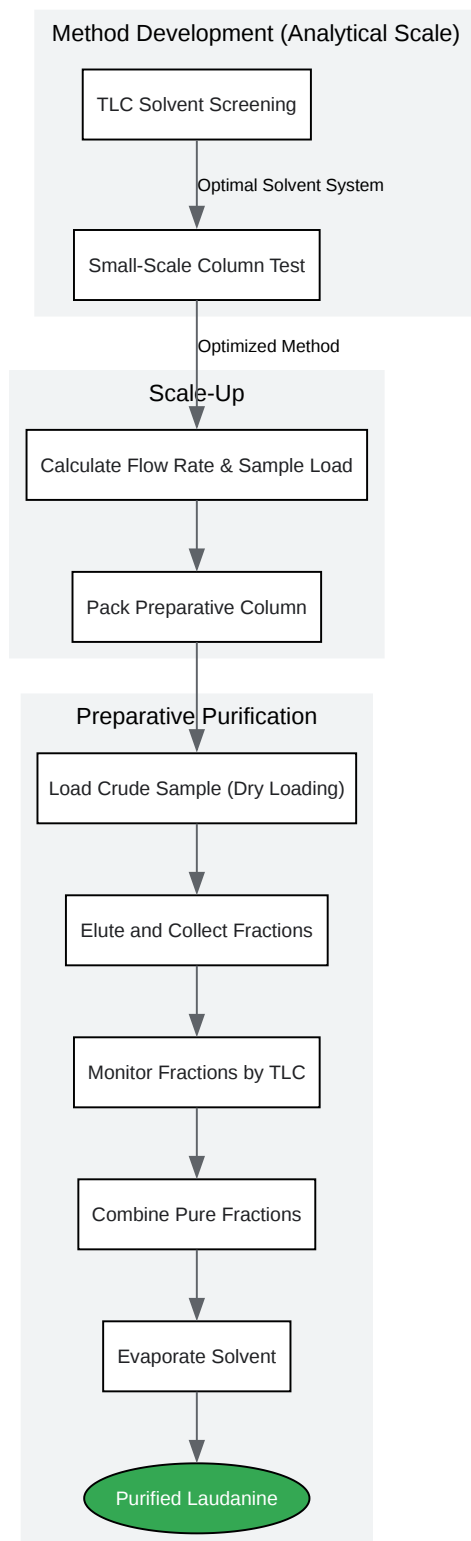 Method Development (Analytical Scale)
TLC Solvent Screening
Optimal Solvent System
Small-Scale Column Test
Optimized Method
Scale-Up
Calculate Flow Rate & Sample Load
Pack Preparative Column
Preparative Purification
Load Crude Sample (Dry Loading)
Elute and Collect Fractions
Monitor Fractions by TLC
Combine Pure Fractions
Evaporate Solvent
Purified Laudanine